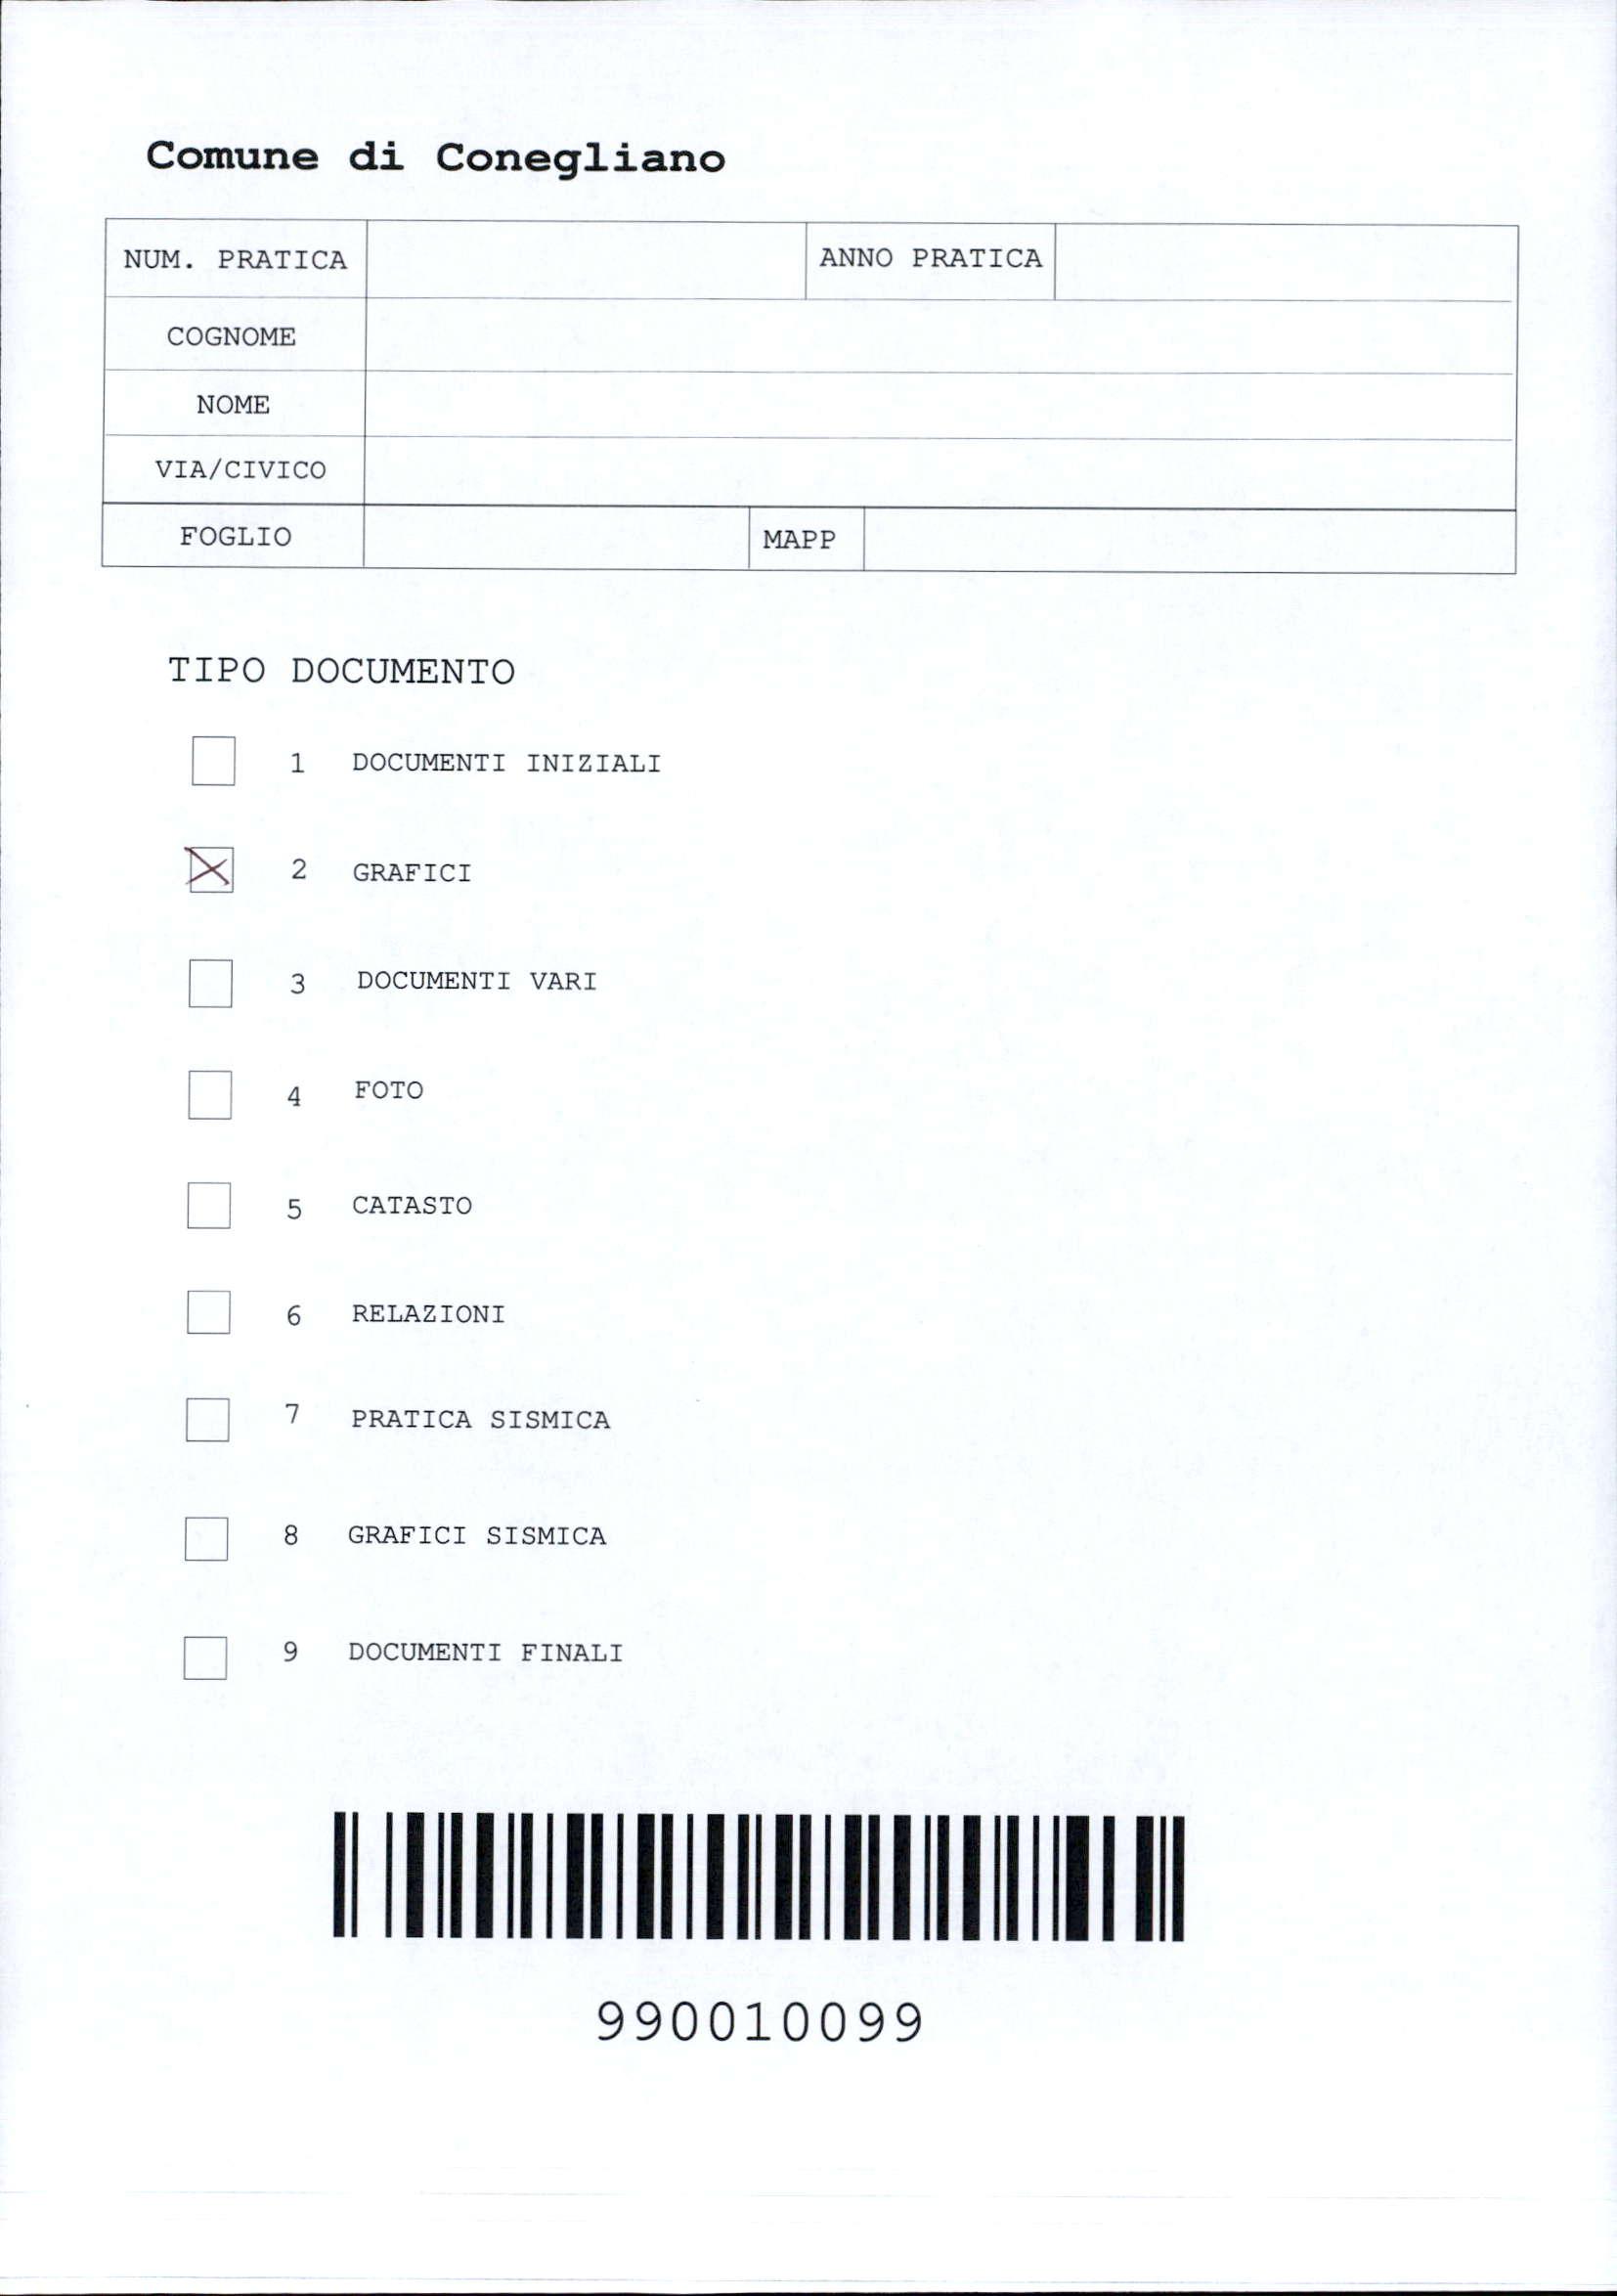 Comune di Conegliano
NUM. PRATICA ANNO PRATICA
COGNOME
NOME
VIA/CIVICO
FOGLIO MAPP
TIPO DOCUMENTO
1 DOCUMENTI INIZIALI
2 GRAFICI
3 DOCUMENTI VARI
4 FOTO
5 CATASTO
6 RELAZIONI
7 PRATICA SISMICA
8 GRAFICI SISMICA
9 DOCUMENTI FINALI
990010099